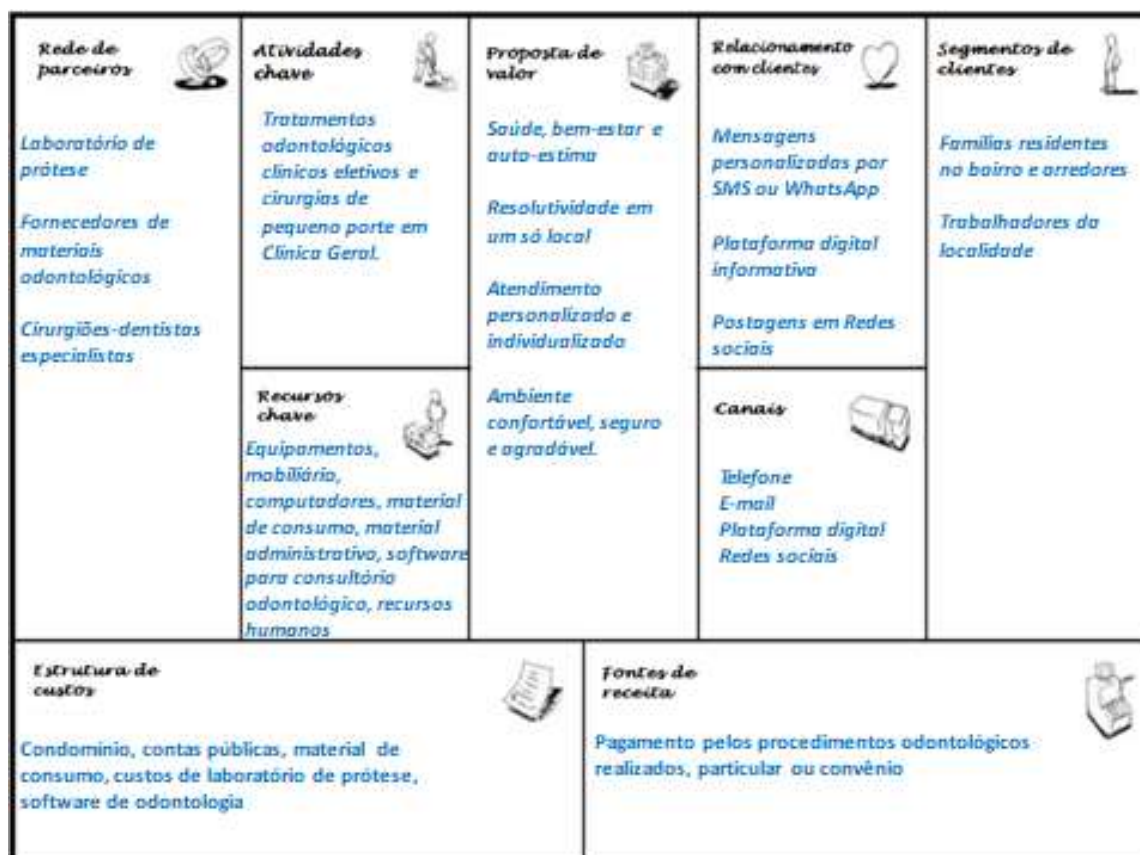 Rede de
parceiros
Laboratório de
prótese
Fornecedores de
materiais
odontológicos
Cirurgiões-dentistas
especialistas
Atividades
chave
Tratamentos
odontológicos
clínicos eletivos e
cirurgias de
pequeno porte em
Clínica Geral.
Recursos
chave
Equipamentos,
mobiliário,
computadores, material
de consumo, material
administrativo, software
para consultório
odontológico, recursos
humanos
Proposta de
valor
Saúde, bem-estar e
auto-estima
Resolutividade em
um só local
Atendimento
personalizado e
individualizado
Ambiente
confortável, seguro
e agradável.
Relacionamento
com clientes
Mensagens
personalizadas por
SMS ou WhatsApp
Plataforma digital
informativa
Postagens em Redes
sociais
Canais
Telefone
E-mail
Plataforma digital
Redes sociais
Segmentos de
clientes
Famílias residentes
no bairro e arredores
Trabalhadores da
localidade
Estrutura de
custos
Condomínio, contas públicas, material de
consumo, custos de laboratório de prótese,
software de odontologia
Fontes de
receita
Pagamento pelos procedimentos odontológicos
realizados, particular ou convênio